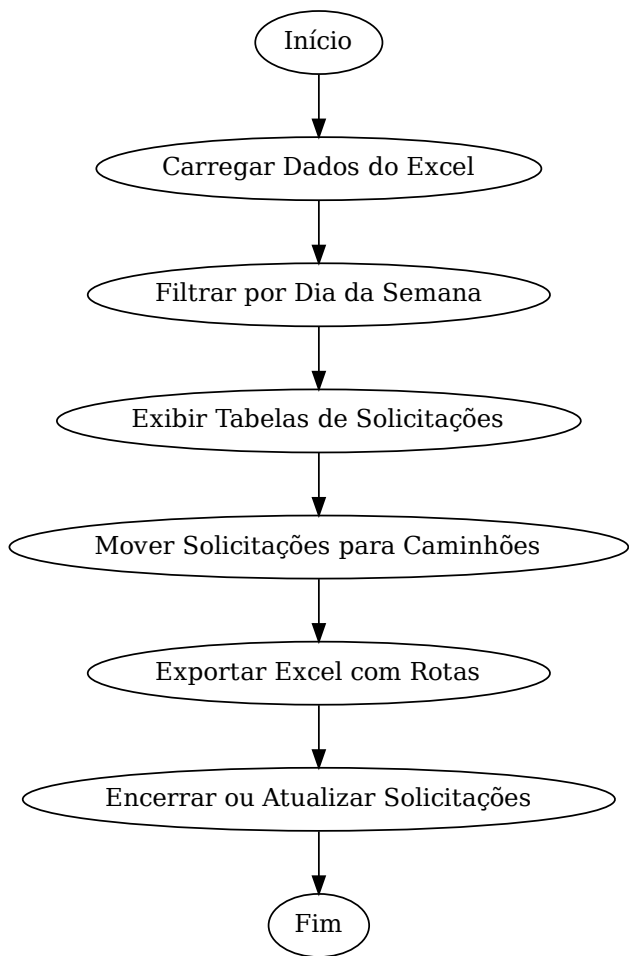 Início
Carregar Dados do Excel
Filtrar por Dia da Semana
Exibir Tabelas de Solicitações
Mover Solicitações para Caminhões
Exportar Excel com Rotas
Encerrar ou Atualizar Solicitações
Fim